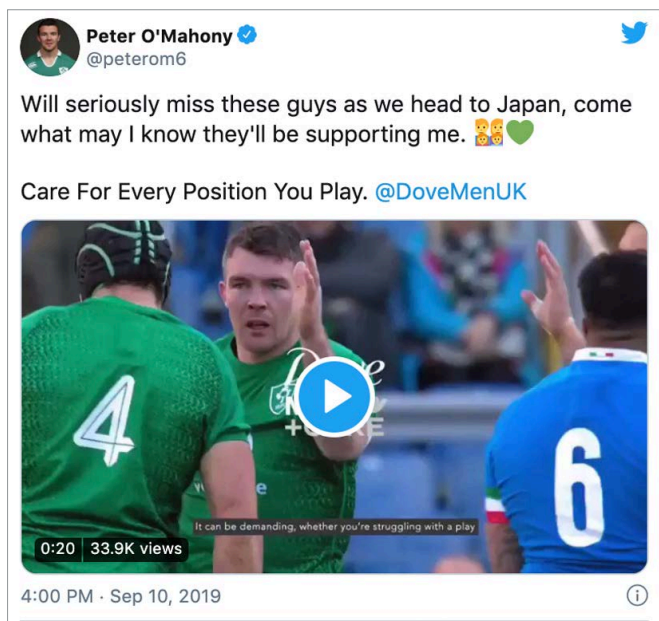 Peter O'Mahony
@peterom6
Will seriously miss these guys as we head to Japan, come
what may I know they'll be supporting me. 👨‍👩‍👧‍👦💚
Care For Every Position You Play. @DoveMenUK
4
6
It can be demanding, whether you're struggling with a play
0:20 33.9K views
4:00 PM · Sep 10, 2019